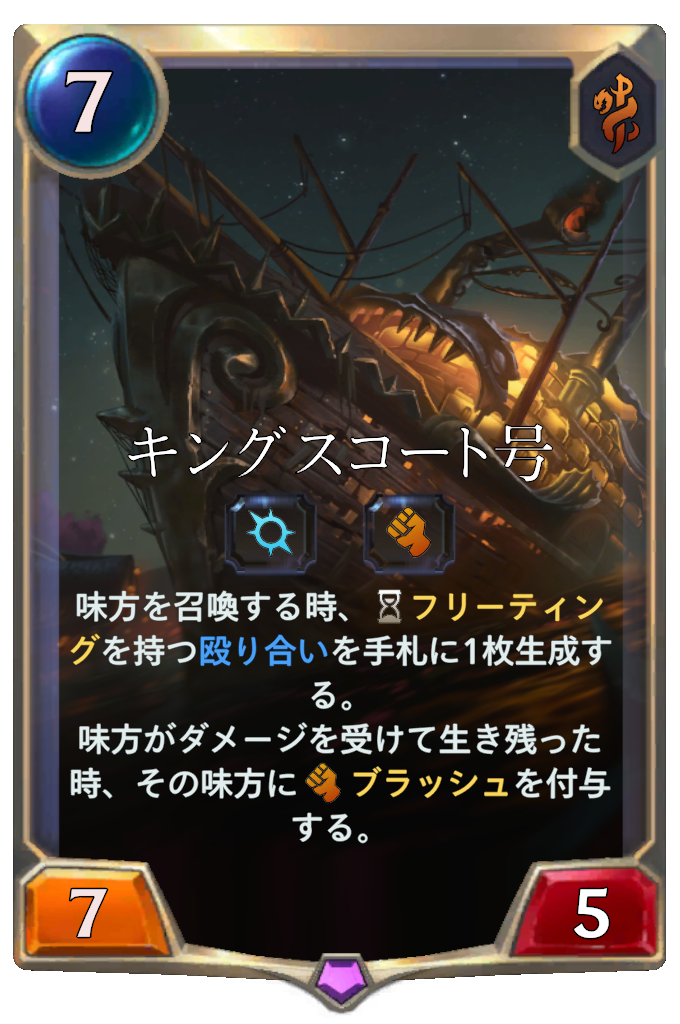 7
キングスコート号
味方を召喚する時、フリーティン
グを持つ殴り合いを手札に1枚生成す
る。
味方がダメージを受けて生き残った
時、その味方にブラッシュを付与
する。
7
5